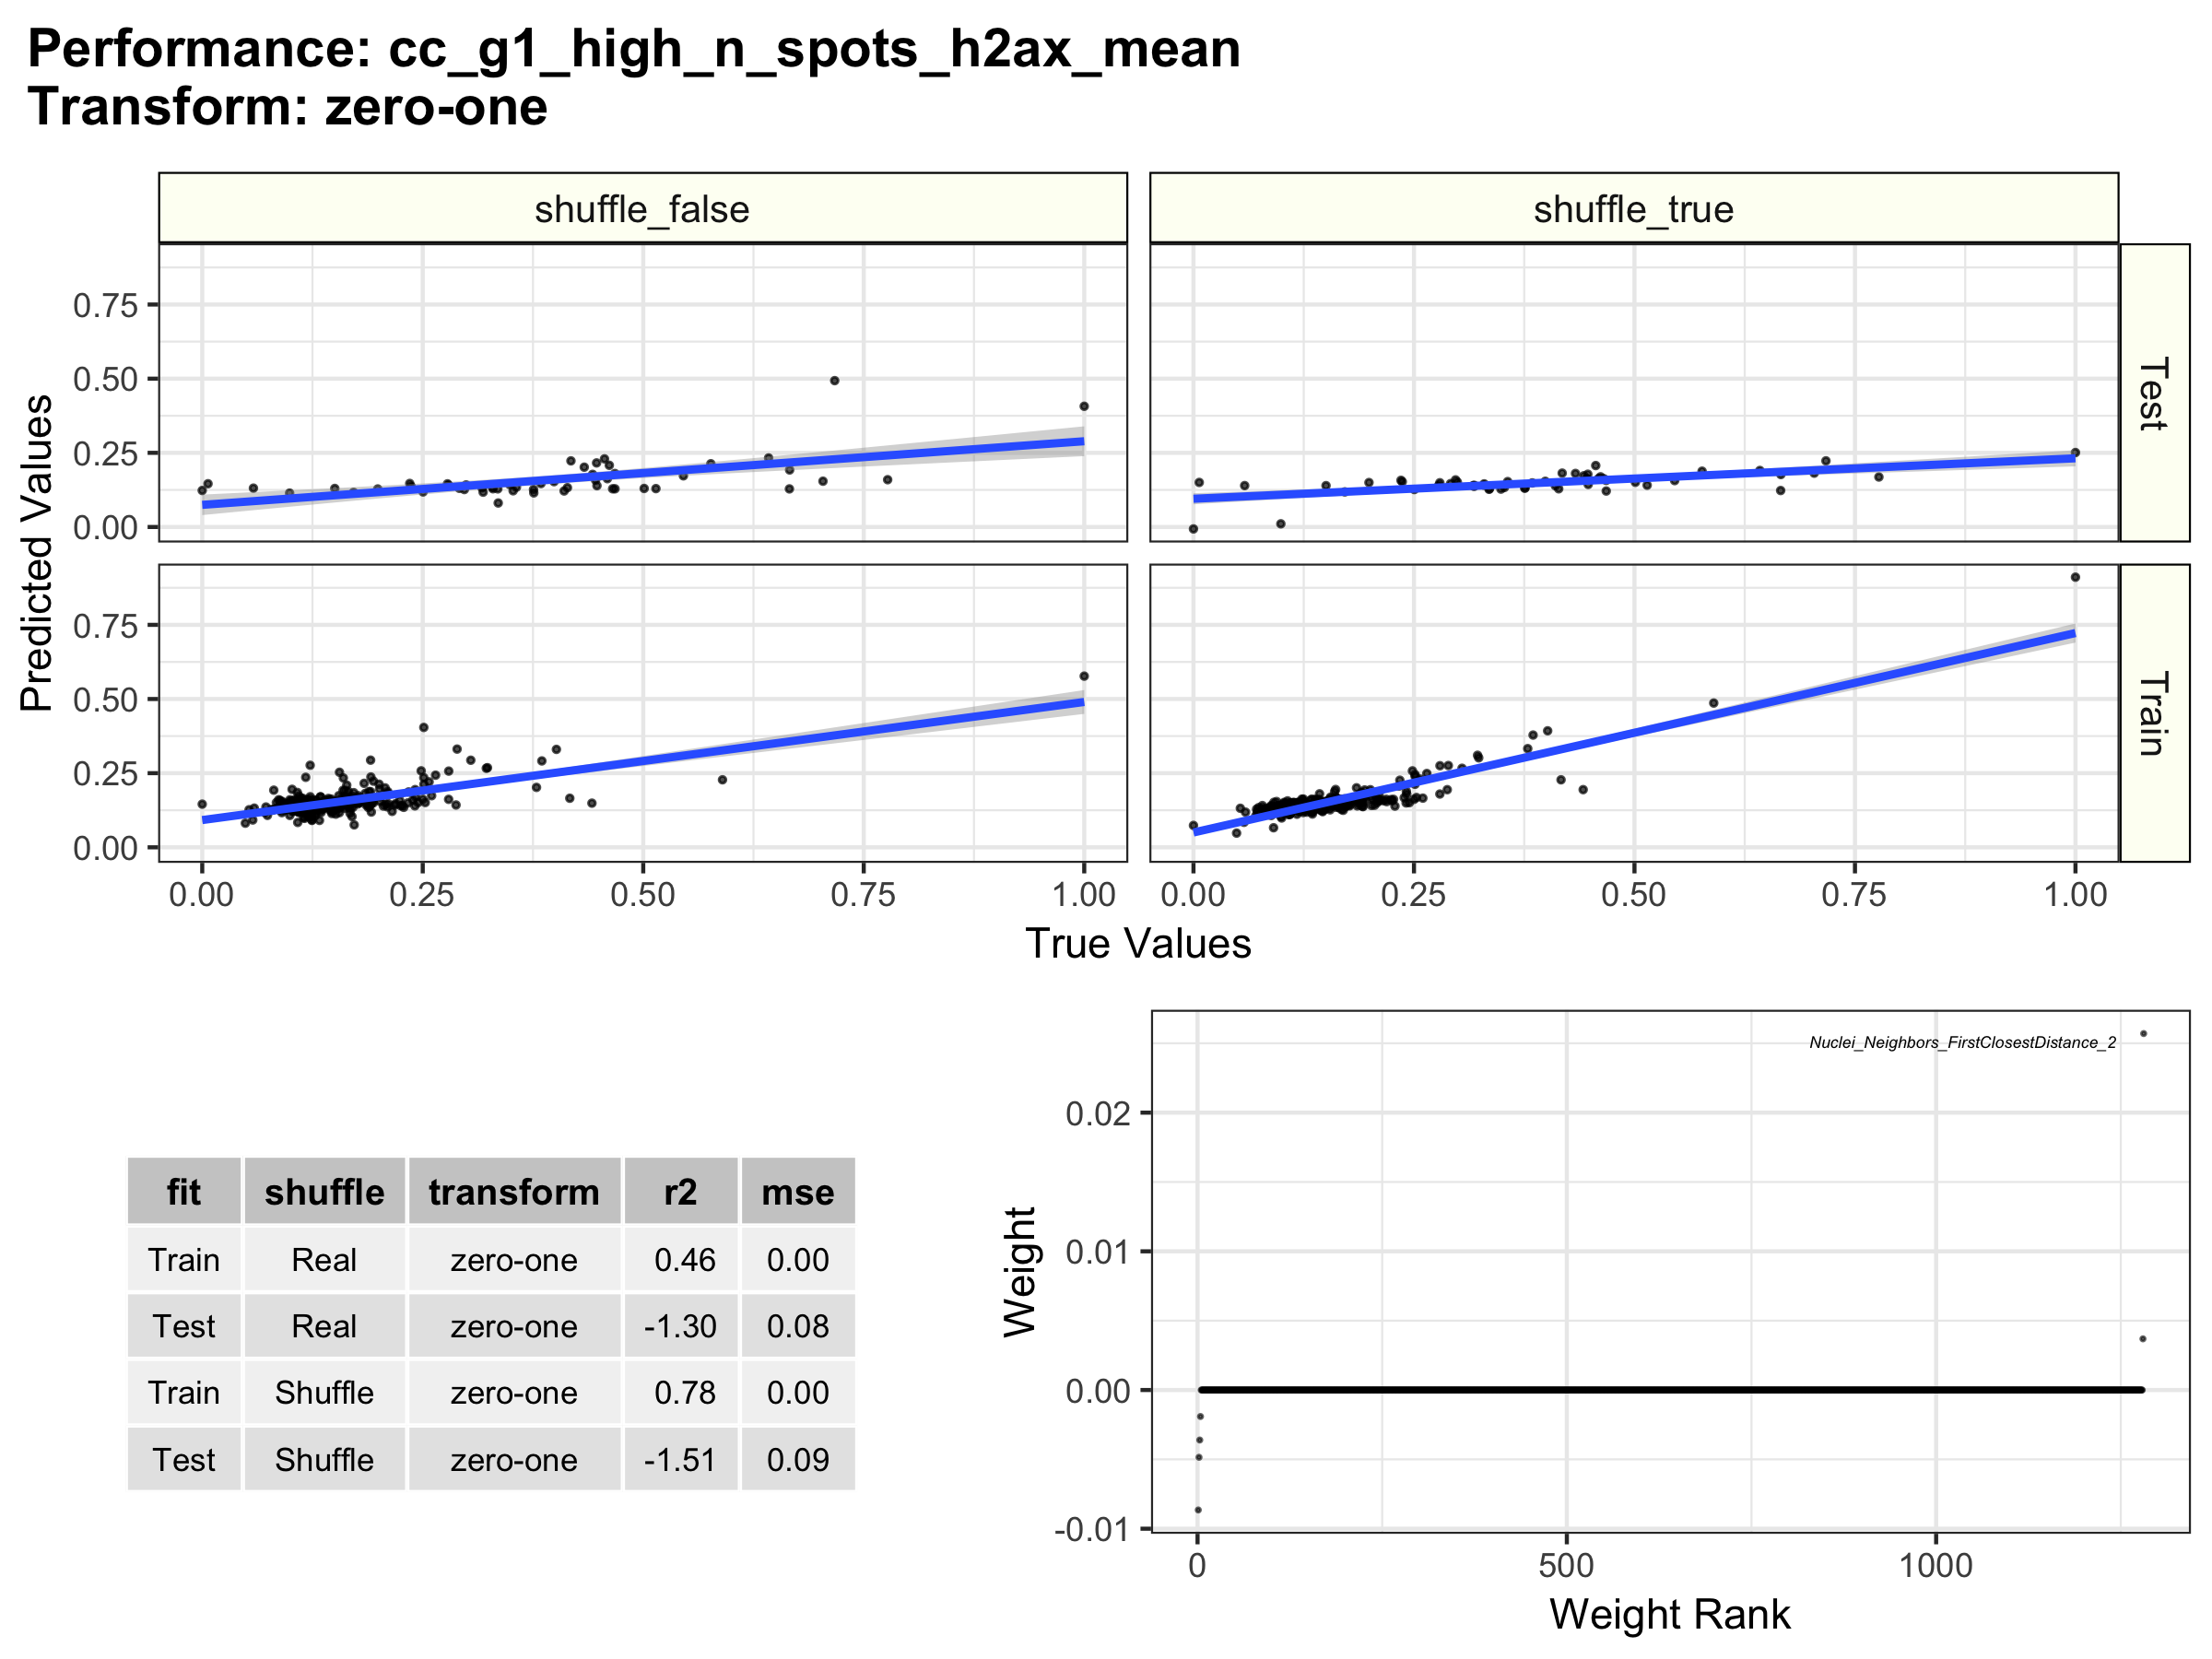 Performance: cc_g1_high_n_spots_h2ax_mean
Transform: zero-one
shuffle_false
shuffle_true
0.75
0.50
0.25
0.00
Test
0.75
0.50
0.25
0.00
Train
Predicted Values
0.00 0.25 0.50 0.75 1.00
0.00 0.25 0.50 0.75 1.00
True Values
fit shuffle transform r2 mse
Train Real zero-one 0.46 0.00
Test Real zero-one -1.30 0.08
Train Shuffle zero-one 0.78 0.00
Test Shuffle zero-one -1.51 0.09
Nuclei_Neighbors_FirstClosestDistance_2
0.02
0.01
0.00
-0.01
Weight
0 500 1000
Weight Rank